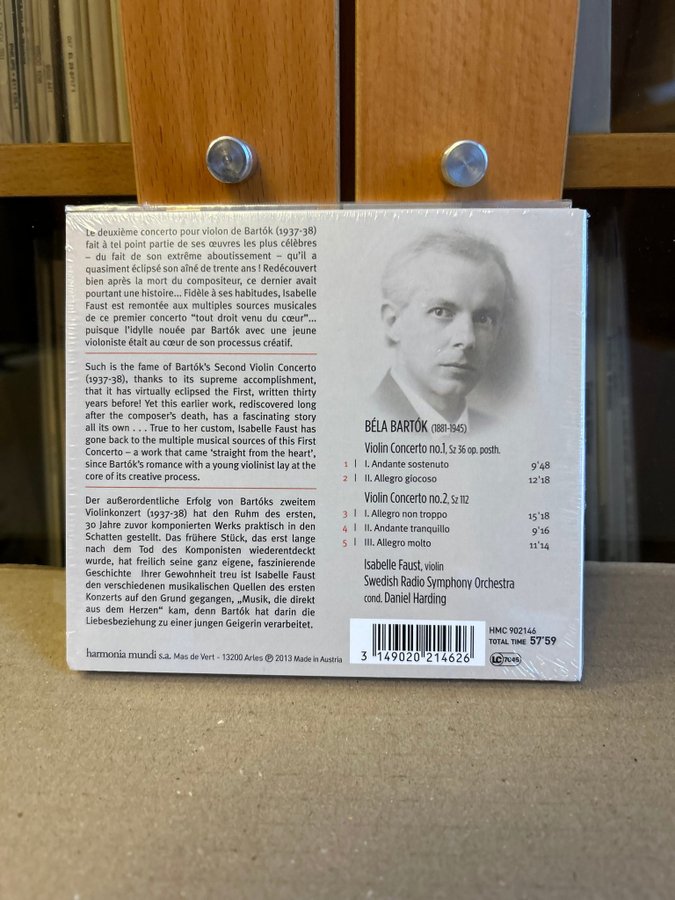 Le deuxième concerto pour violon de Bartók (1937-38)
fait à tel point partie de ses œuvres les plus célèbres
– du fait de son extrême aboutissement – qu’il a
quasiment éclipsé son aîné de trente ans ! Redécouvert
bien après la mort du compositeur, ce dernier avait
pourtant une histoire... Fidèle à ses habitudes, Isabelle
Faust est remontée aux multiples sources musicales
de ce premier concerto “tout droit venu du cœur”...
puisque l’idylle nouée par Bartók avec une jeune
violoniste était au cœur de son processus créatif.
Such is the fame of Bartók’s Second Violin Concerto
(1937-38), thanks to its supreme accomplishment,
that it has virtually eclipsed the First, written thirty
years before! Yet this earlier work, rediscovered long
after the composer’s death, has a fascinating story
all its own . . . True to her custom, Isabelle Faust has
gone back to the multiple musical sources of this First
Concerto – a work that came ‘straight from the heart’,
since Bartók’s romance with a young violinist lay at the
core of its creative process.
Der außerordentliche Erfolg von Bartóks zweitem
Violinkonzert (1937-38) hat den Ruhm des ersten,
30 Jahre zuvor komponierten Werks praktisch in den
Schatten gestellt. Das frühere Stück, das erst lange
nach dem Tod des Komponisten wiederentdeckt
wurde, hat freilich seine ganz eigene, faszinierende
Geschichte Ihrer Gewohnheit treu ist Isabelle Faust
den verschiedenen musikalischen Quellen des ersten
Konzerts auf den Grund gegangen, „Musik, die direkt
aus dem Herzen“ kam, denn Bartók hat darin die
Liebesbeziehung zu einer jungen Geigerin verarbeitet.
harmonia mundi s.a. Mas de Vert - 13200 Arles ℗ 2013 Made in Austria
BÉLA BARTÓK (1881-1945)
Violin Concerto no.1, Sz 36 op. posth.
1 | I. Andante sostenuto 9'48
2 | II. Allegro giocoso 12'18
Violin Concerto no.2, Sz 112
3 | I. Allegro non troppo 15'18
4 | II. Andante tranquillo 9'16
5 | III. Allegro molto 11'14
Isabelle Faust, violin
Swedish Radio Symphony Orchestra
cond. Daniel Harding
3 149020 214626
HMC 902146
TOTAL TIME 57'59
LC 7045